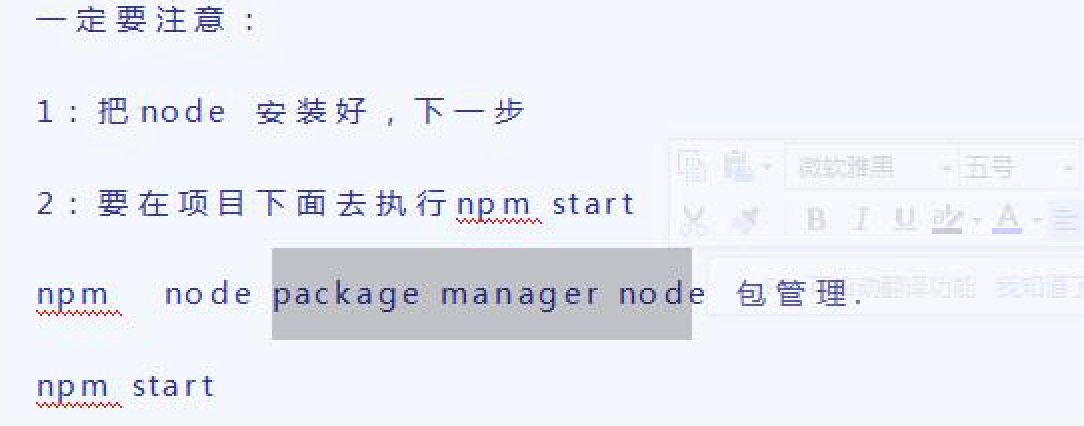 一定要注意：
1：把node 安装好，下一步
微软雅黑 五号
2：要在项目下面去执行npm start
B I U A
npm node package manager node 包管理.
动翻译功能 我知道了
npm start